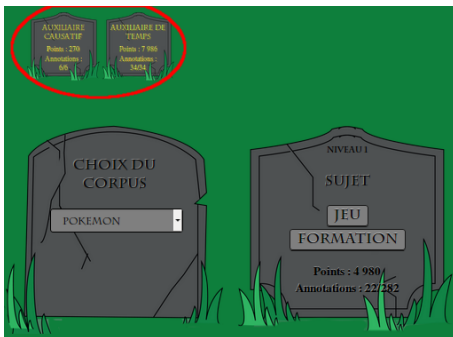 AUXILIAIRE
CAUSATIF
Points : 270
Annotations :
6/6
AUXILIAIRE DE
TEMPS
Points : 7 986
Annotations :
34/34
CHOIX DU
CORPUS
POKEMON
NIVEAU 1
SUJET
JEU
FORMATION
Points : 4 980
Annotations : 22/282